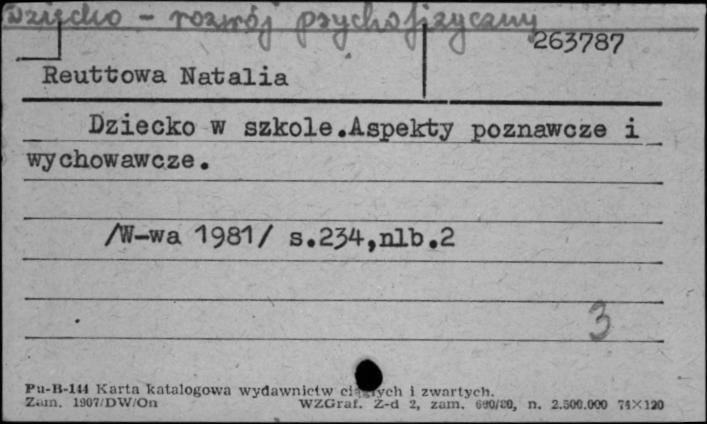 Dziecko - rozwój psychofizyczny
263787
Reuttowa Natalia
Dziecko w szkole.Aspekty poznawcze i
wychowawcze.
/W-wa 1981/ s.234,nlb.2
3
Pu-B-144 Karta katalogowa wydawnictw ciągłych i zwartych.
Zam. 1907/DW/On WZGraf. Z-d 2, zam. 690/80, n. 2.500.000 74×120